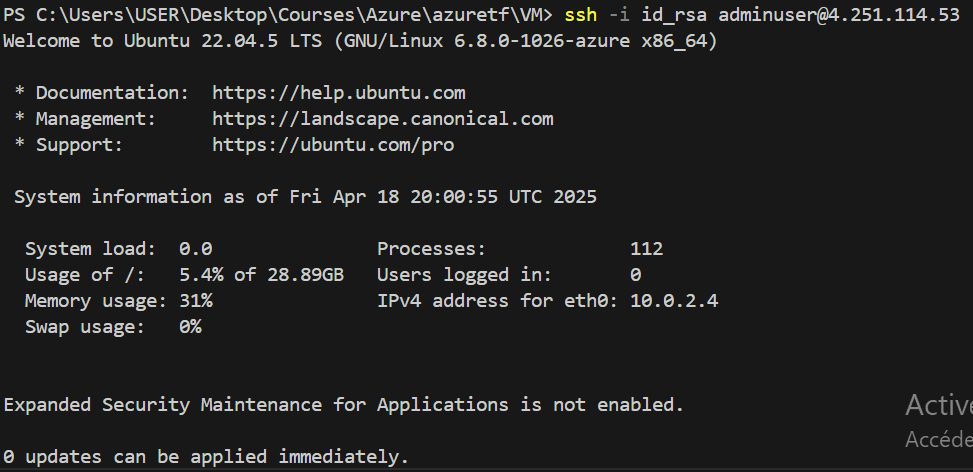 PS C:\Users\USER\Desktop\Courses\Azure\azuretf\VM> ssh -i id_rsa adminuser@4.251.114.53
Welcome to Ubuntu 22.04.5 LTS (GNU/Linux 6.8.0-1026-azure x86_64)
* Documentation: https://help.ubuntu.com
* Management: https://landscape.canonical.com
* Support: https://ubuntu.com/pro
System information as of Fri Apr 18 20:00:55 UTC 2025
System load: 0.0 Processes: 112
Usage of /: 5.4% of 28.89GB Users logged in: 0
Memory usage: 31% IPv4 address for eth0: 10.0.2.4
Swap usage: 0%
Expanded Security Maintenance for Applications is not enabled.
Active
Accéde
0 updates can be applied immediately.